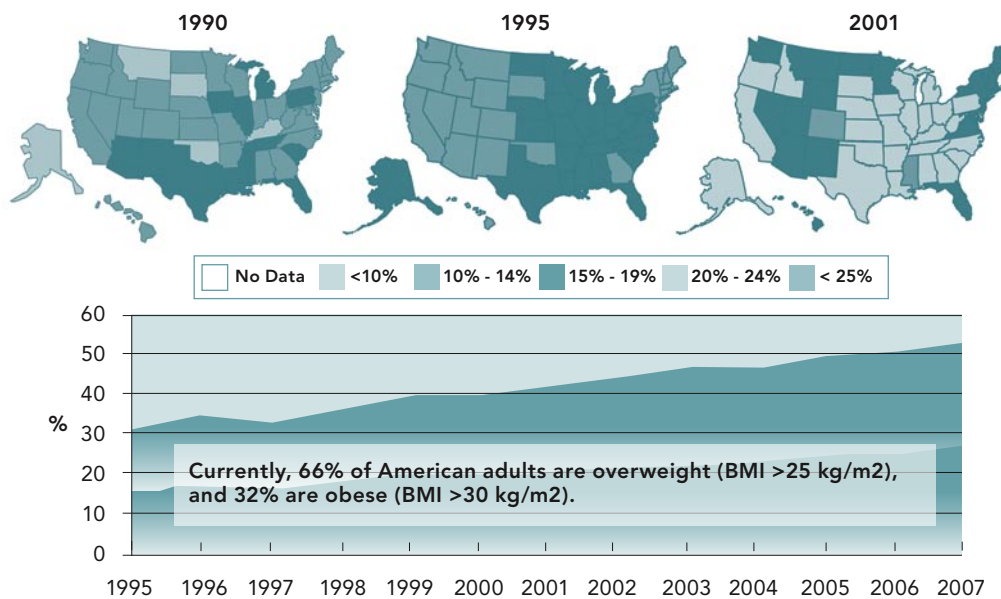 1990 1995 2001
No Data <10% 10% - 14% 15% - 19% 20% - 24% < 25%
60
50
40
%
30
Currently, 66% of American adults are overweight (BMI >25 kg/m2),
20
and 32% are obese (BMI >30 kg/m2).
10
0
1995 1996 1997 1998 1999 2000 2001 2002 2003 2004 2005 2006 2007